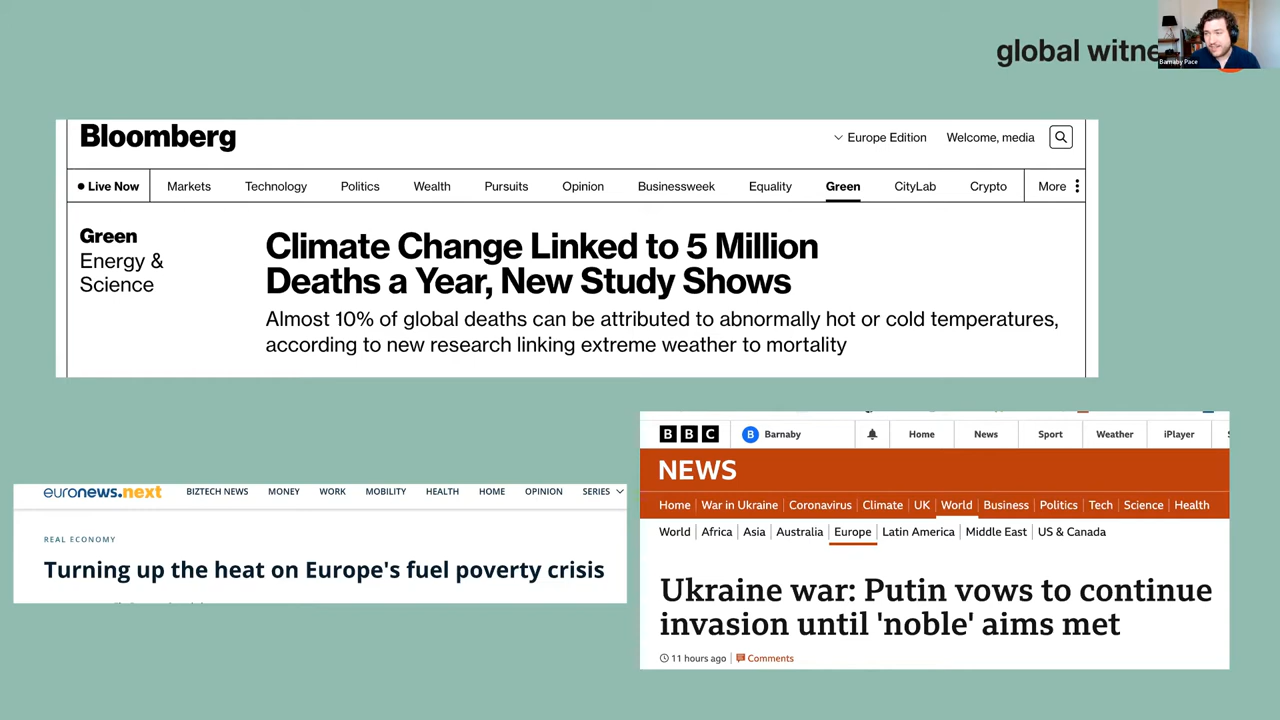 global witne
Barnaby Pace
Bloomberg
Europe Edition Welcome, media
Live Now Markets Technology Politics Wealth Pursuits Opinion Businessweek Equality Green CityLab Crypto More
Green
Energy &
Science
Climate Change Linked to 5 Million
Deaths a Year, New Study Shows
Almost 10% of global deaths can be attributed to abnormally hot or cold temperatures,
according to new research linking extreme weather to mortality
euronews.next BIZTECH NEWS MONEY WORK MOBILITY HEALTH HOME OPINION SERIES
REAL ECONOMY
Turning up the heat on Europe's fuel poverty crisis
BBC B Barnaby Home News Sport Weather iPlayer
NEWS
Home War in Ukraine Coronavirus Climate UK World Business Politics Tech Science Health
World Africa Asia Australia Europe Latin America Middle East US & Canada
Ukraine war: Putin vows to continue
invasion until 'noble' aims met
11 hours ago Comments